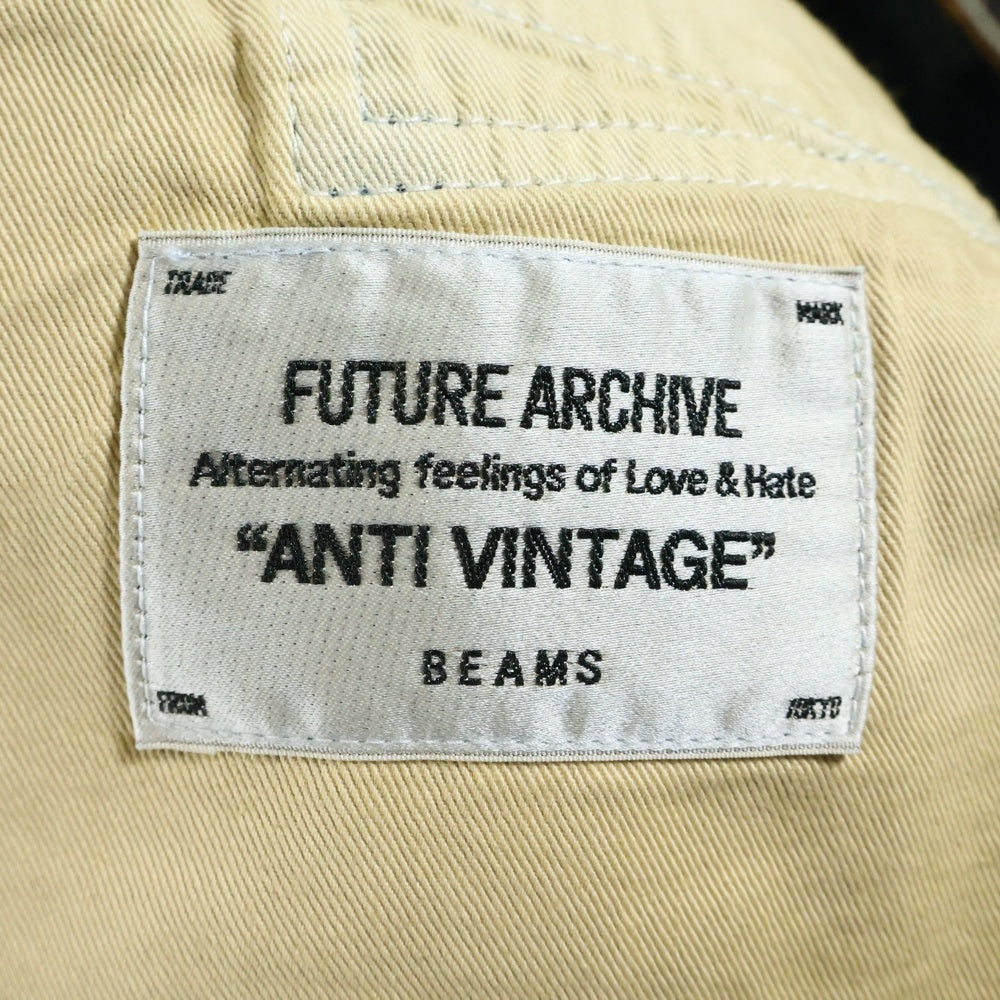 TRADE MARK
FUTURE ARCHIVE
Alternating feelings of Love & Hate
“ANTI VINTAGE”
BEAMS
FROM TOKYO